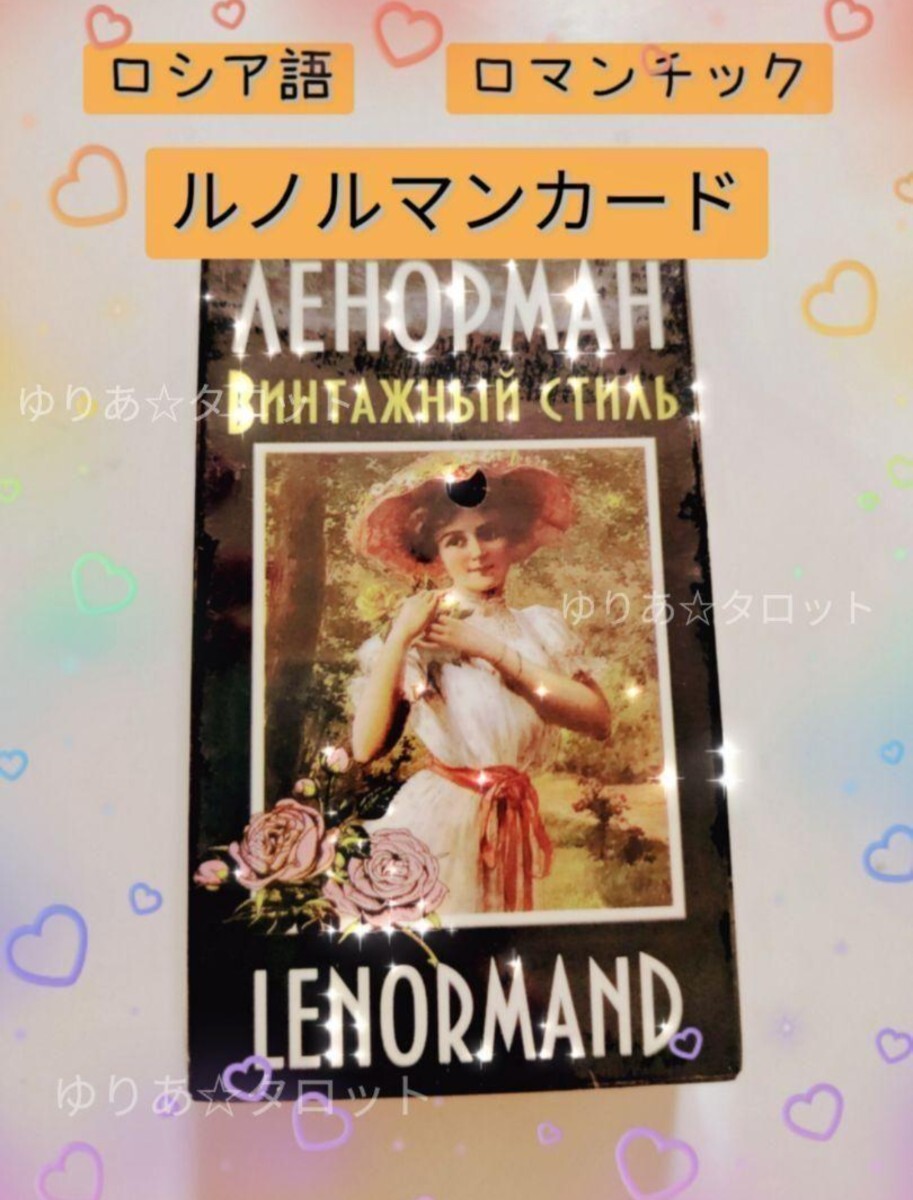 ロシア語 ロマンチック
ルノルマンカード
ЛЕНОРМАН
ВИНТАЖНЫЙ СТИЛЬ
ゆりあ☆タロット
ゆりあ☆タロット
LENORMAND
ゆりあ☆タロット